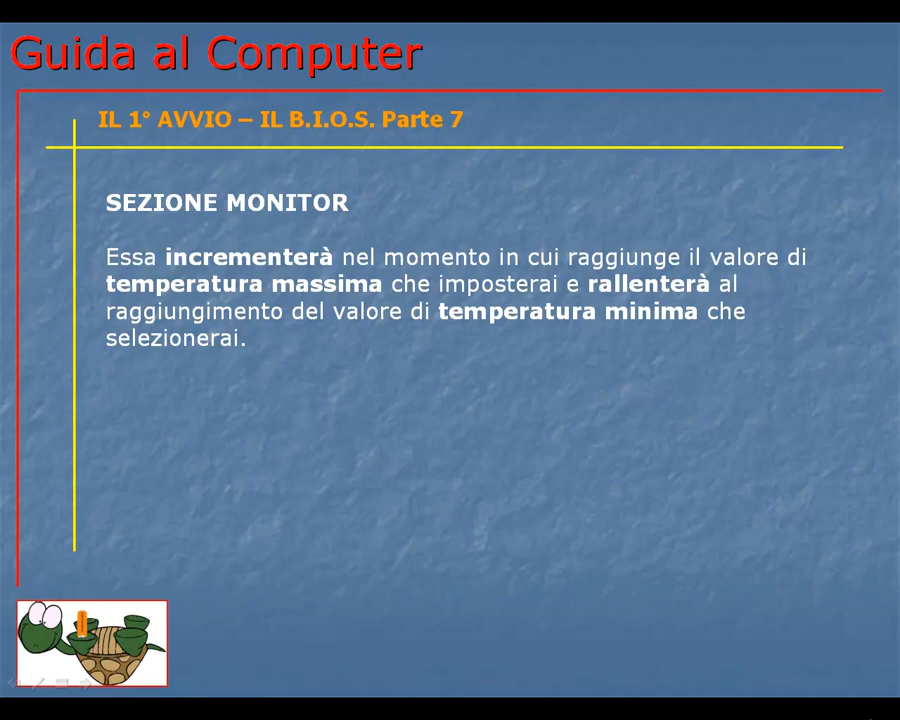 Guida al Computer
IL 1° AVVIO – IL B.I.O.S. Parte 7
SEZIONE MONITOR
Essa incrementerà nel momento in cui raggiunge il valore di
temperatura massima che imposterai e rallenterà al
raggiungimento del valore di temperatura minima che
selezionerai.